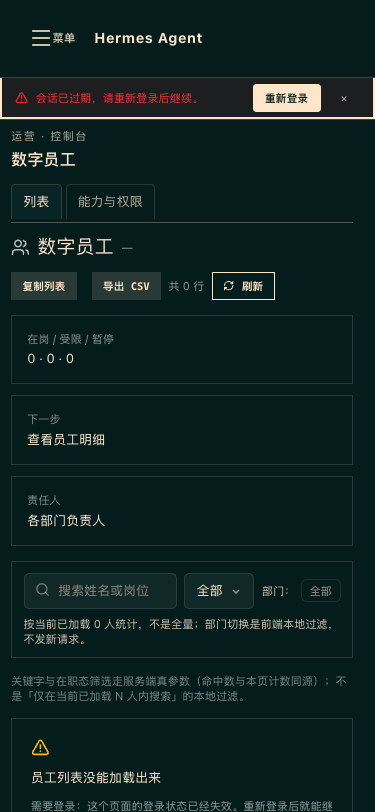 菜单
Hermes Agent
会话已过期，请重新登录后继续。
重新登录
×
运营 · 控制台
数字员工
列表
能力与权限
数字员工 —
复制列表
导出 CSV
共 0 行
刷新
在岗 / 受限 / 暂停
0 · 0 · 0
下一步
查看员工明细
责任人
各部门负责人
搜索姓名或岗位
全部
部门：
全部
按当前已加载 0 人统计，不是全量；部门切换是前端本地过滤，
不发新请求。
关键字与在职态筛选走服务端真参数（命中数与本页计数同源）；不
是「仅在当前已加载 N 人内搜索」的本地过滤。
员工列表没能加载出来
需要登录：这个页面的登录状态已经失效。重新登录后就能继